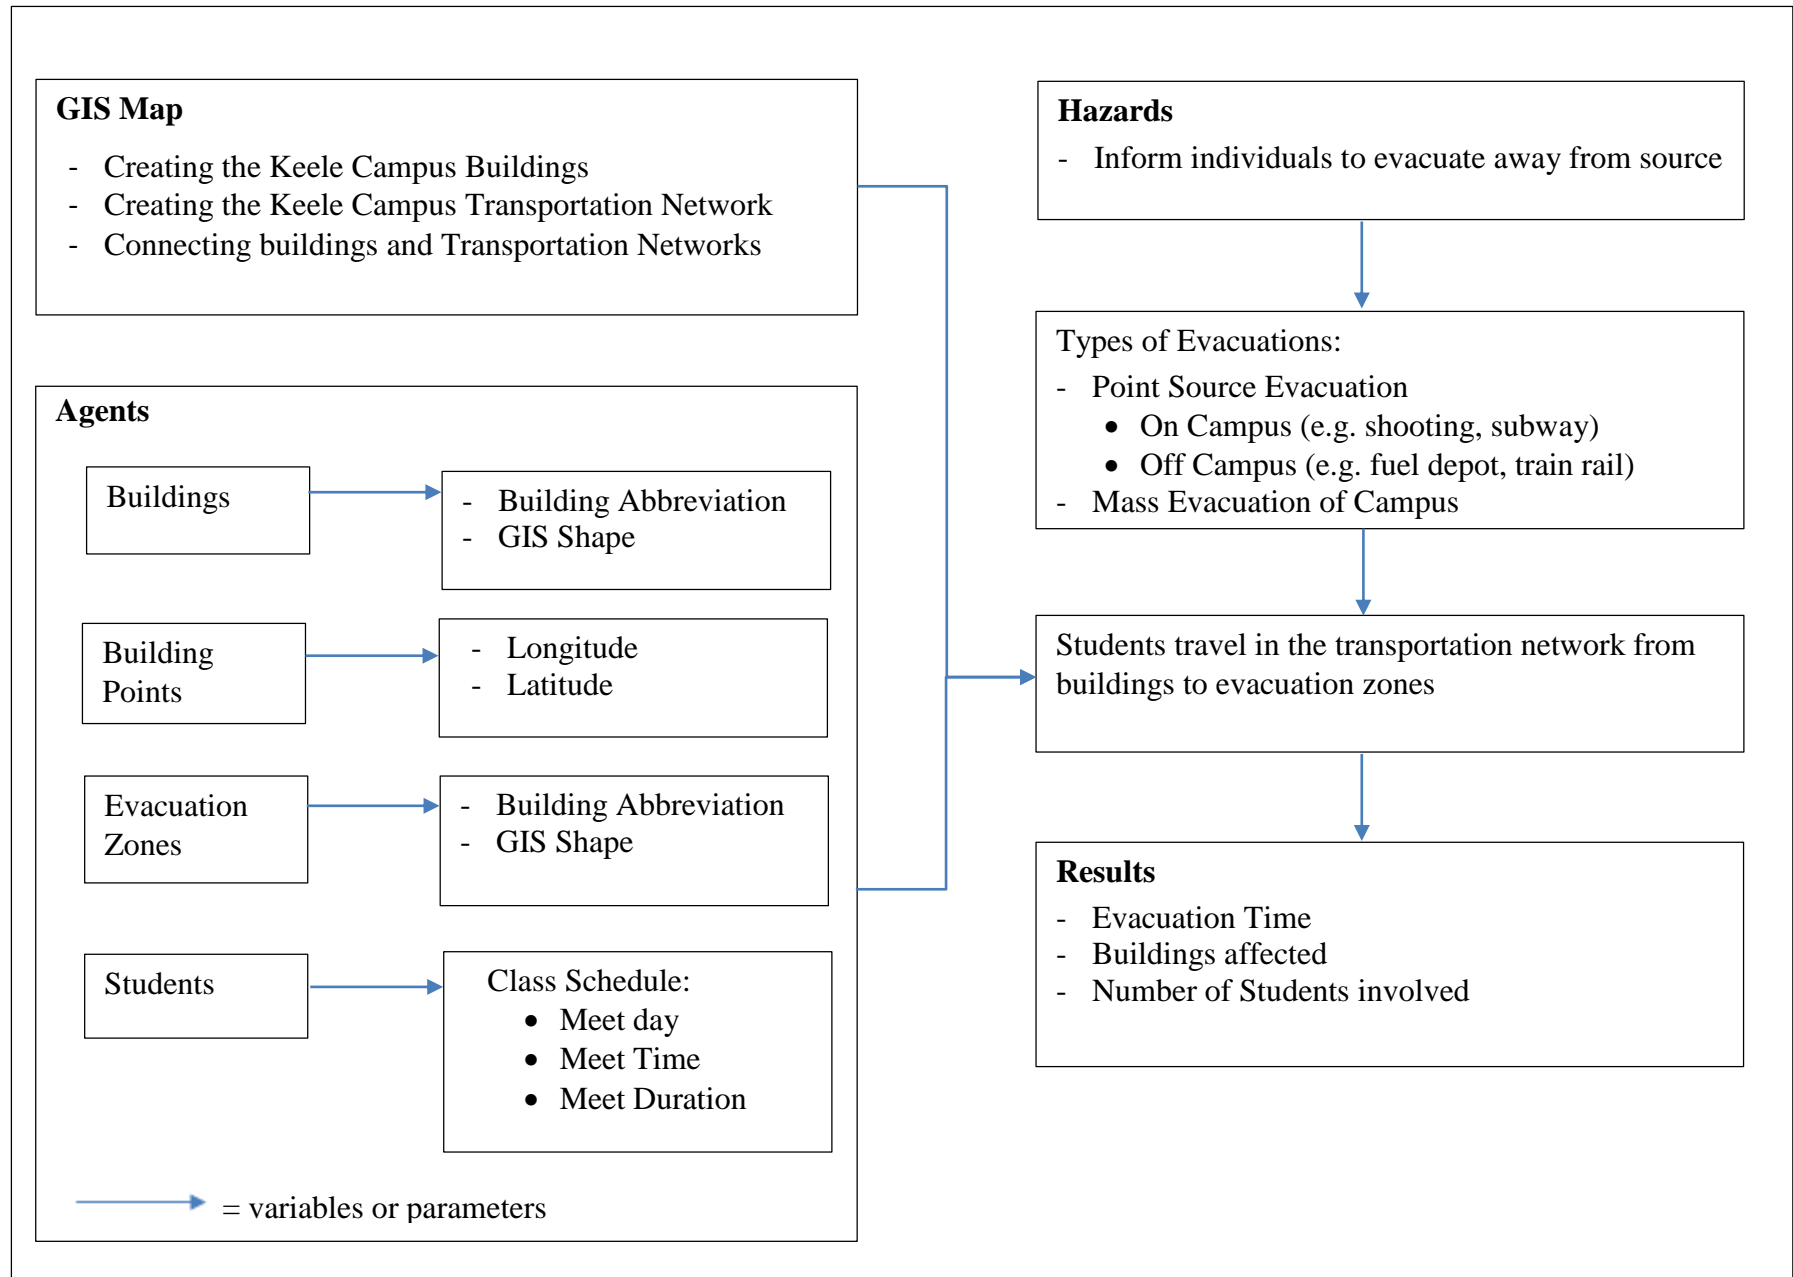 GIS Map
- Creating the Keele Campus Buildings
- Creating the Keele Campus Transportation Network
- Connecting buildings and Transportation Networks
Agents
Buildings
- Building Abbreviation
- GIS Shape
Building
Points
- Longitude
- Latitude
Evacuation
Zones
- Building Abbreviation
- GIS Shape
Students
Class Schedule:
• Meet day
• Meet Time
• Meet Duration
= variables or parameters
Hazards
- Inform individuals to evacuate away from source
Types of Evacuations:
- Point Source Evacuation
• On Campus (e.g. shooting, subway)
• Off Campus (e.g. fuel depot, train rail)
- Mass Evacuation of Campus
Students travel in the transportation network from
buildings to evacuation zones
Results
- Evacuation Time
- Buildings affected
- Number of Students involved